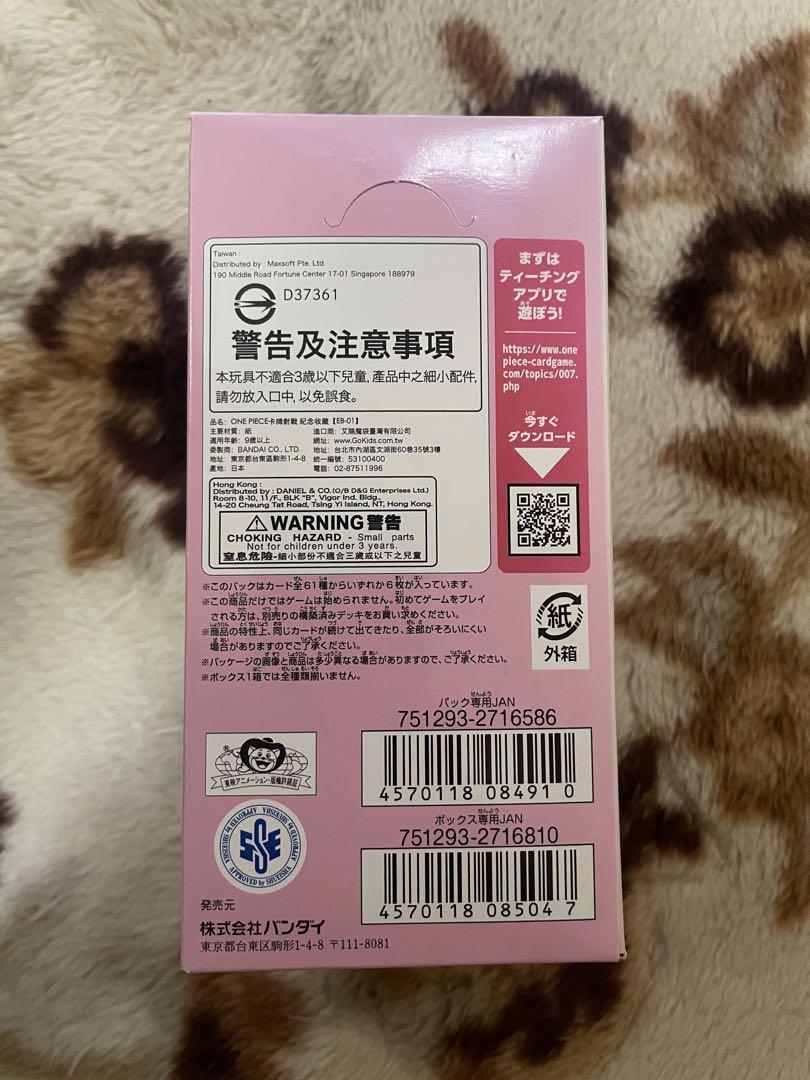 Taiwan :
Distributed by : Maxsoft Pte. Ltd.
190 Middle Road Fortune Center 17-01 Singapore 188979
D37361
警告及注意事項
本玩具不適合3歲以下兒童, 產品中之細小配件,
請勿放入口中, 以免誤食。
品名: ONE PIECE卡牌對戰 紀念收藏【EB-01】
主要材質: 紙
進口商: 艾賜魔袋臺灣有限公司
適用年齡: 9歲以上
網址: www.GoKids.com.tw
委製商: BANDAI CO., LTD.
地址: 台北市內湖區文湖街60巷35號3樓
地址: 東京都台東區駒形1-4-8
統一編號: 53100400
產地: 日本
電話: 02-87511996
Hong Kong :
Distributed by : DANIEL & CO.(O/B D&G Enterprises Ltd.)
Room 8-10, 11/F., BLK "B", Vigor Ind. Bldg.,
14-20 Cheung Tat Road, Tsing Yi Island, NT, Hong Kong.
WARNING 警告
CHOKING HAZARD - Small parts
Not for children under 3 years.
窒息危險-細小部份不適合三歲或以下之兒童
まずは
ティーチング
アプリで
遊ぼう!
https://www.one
piece-cardgame.
com/topics/007.
php
今すぐ
ダウンロード
※このパックはカード全61種からいずれか6枚が入っています。
※この商品だけではゲームは始められません。初めてゲームをプレイ
される方は、別売りの構築済みデッキをお買い求めください。
※商品の特性上、同じカードが続けて出てきたり、全部がそろいにくい
場合がありますのでご了承ください。
※パッケージの画像と商品は多少異なる場合がありますので、ご了承ください。
※ボックス1箱では全種類揃いません。
紙
外箱
パック専用JAN
751293-2716586
4570118 08491 0
ボックス専用JAN
751293-2716810
4570118 08504 7
東映アニメーション・版権許諾証
APPROVED by SHUEISHA
発売元
株式会社バンダイ
東京都台東区駒形1-4-8 〒111-8081